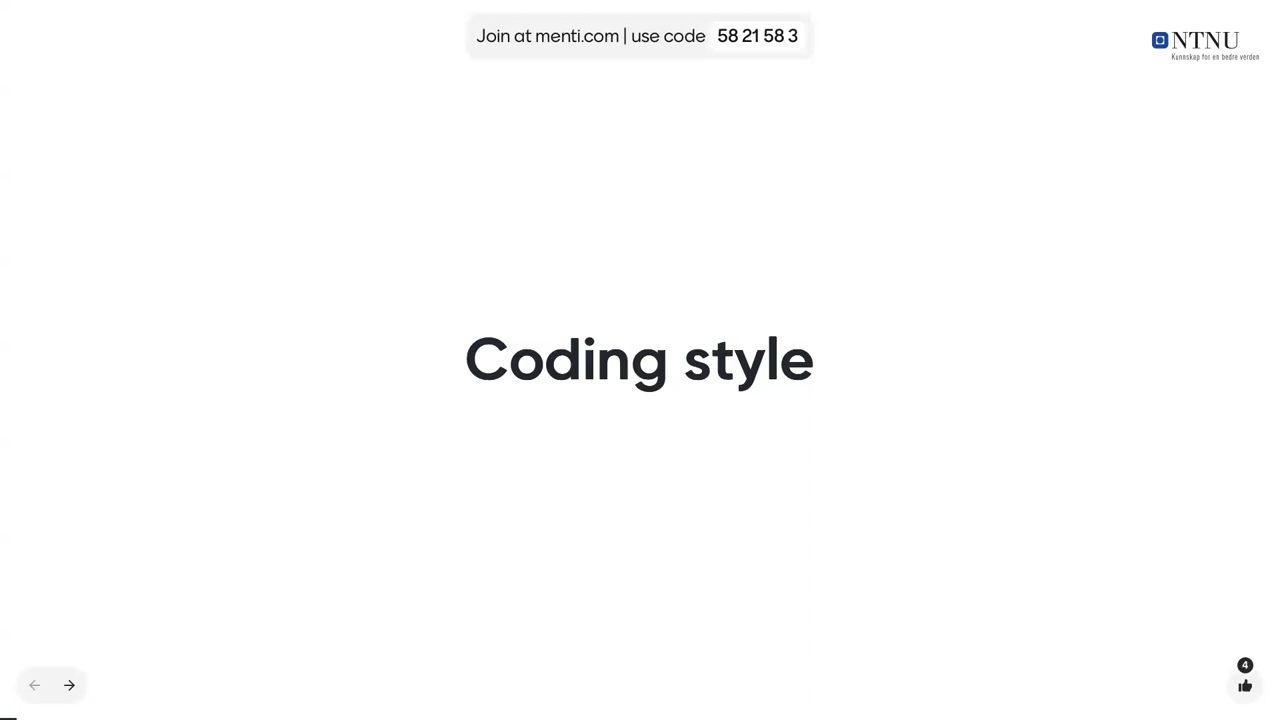 Join at menti.com | use code 58 21 58 3
NTNU
Kunnskap for en bedre verden
Coding style
4